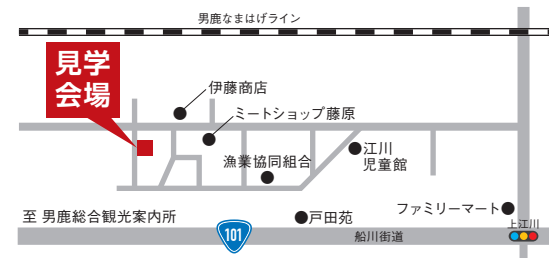 男鹿なまはげライン
見学
会場
伊藤商店
ミートショップ藤原
漁業協同組合
江川
児童館
至 男鹿総合観光案内所
101
戸田苑
ファミリーマート
上江川
船川街道